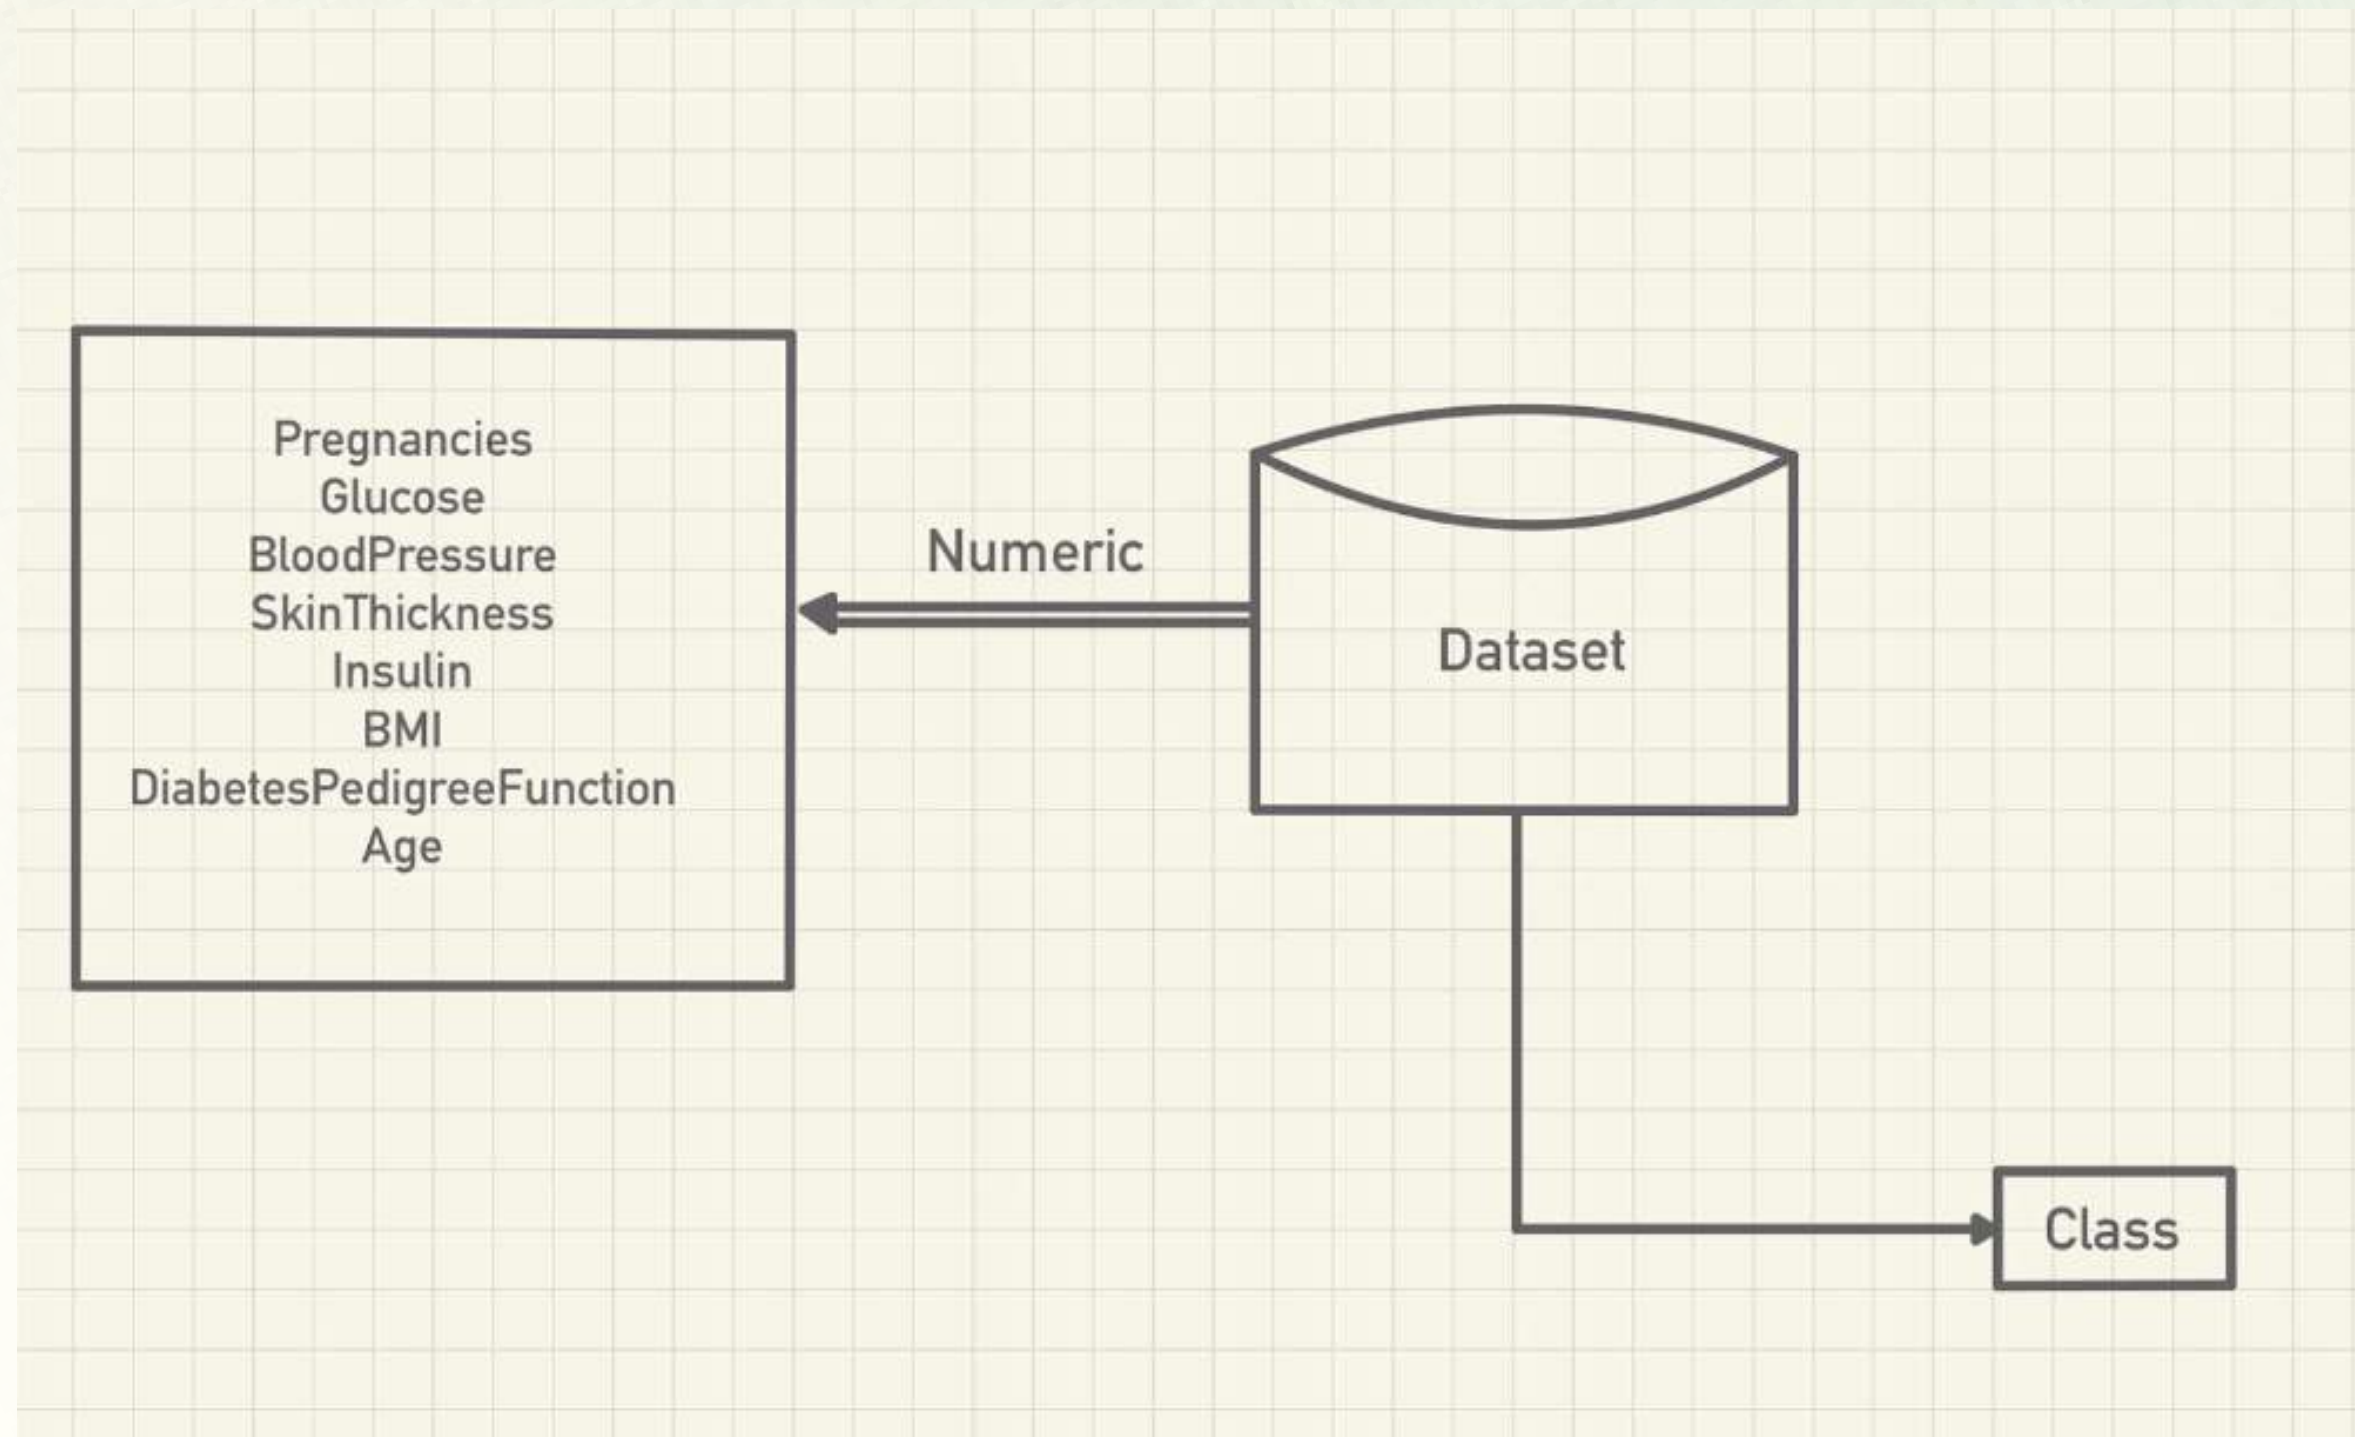 Pregnancies
Glucose
BloodPressure
SkinThickness
Insulin
BMI
DiabetesPedigreeFunction
Age
Numeric
Dataset
Class